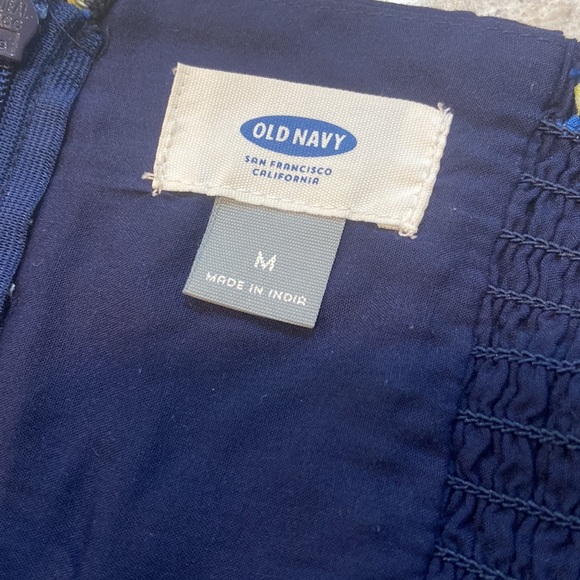 OLD NAVY
SAN FRANCISCO
CALIFORNIA
M
MADE IN INDIA